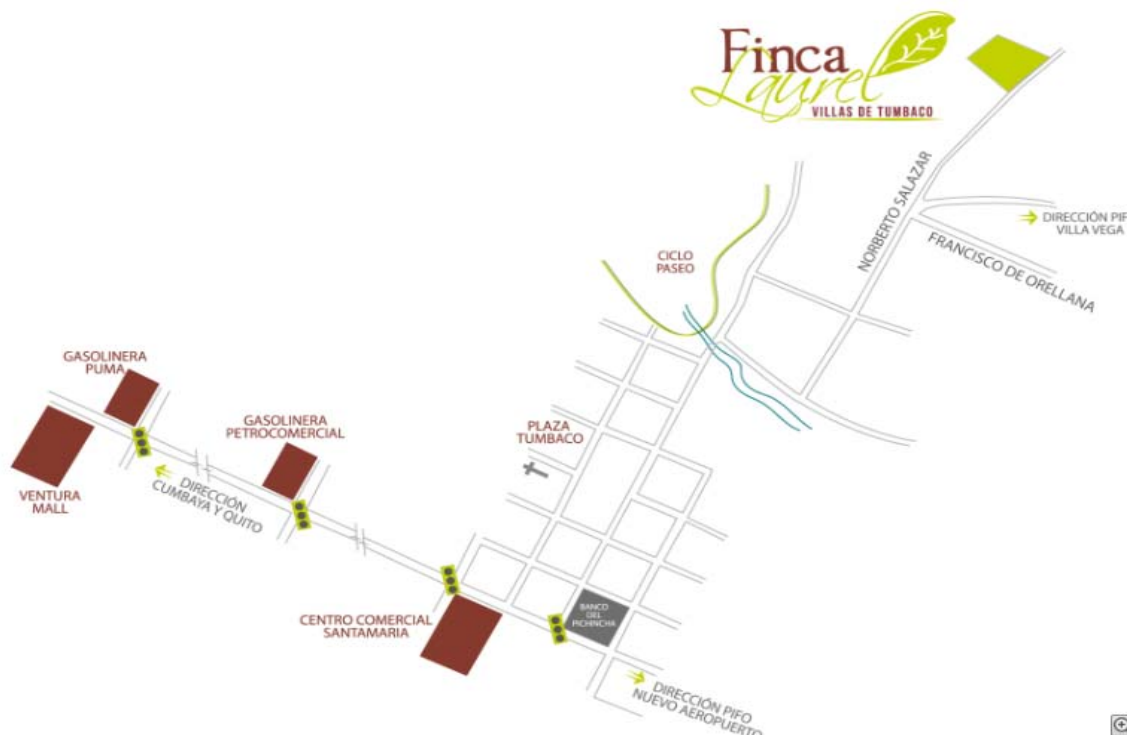 Finca
Laurel
VILLAS DE TUMBACO
NORBERTO SALAZAR
DIRECCIÓN PIF
VILLA VEGA
FRANCISCO DE ORELLANA
CICLO
PASEO
GASOLINERA
PUMA
GASOLINERA
PETROCOMERCIAL
PLAZA
TUMBACO
VENTURA
MALL
DIRECCIÓN
CUMBAYA Y QUITO
CENTRO COMERCIAL
SANTAMARIA
BANCO
DEL
PICHINCHA
DIRECCIÓN PIFO
NUEVO AEROPUERTO